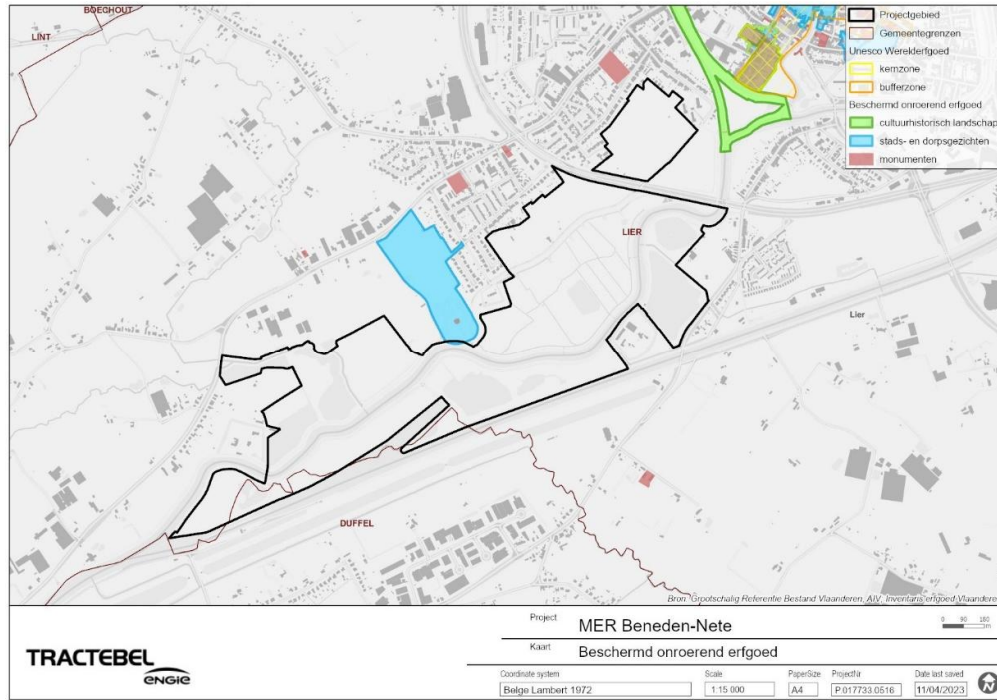 BOECHOUT
LINT
Projectgebied
Gemeentegrenzen
Unesco Werelderfgoed
kernzone
bufferzone
Beschermd onroerend erfgoed
cultuurhistorisch landschap
stads- en dorpsgezichten
monumenten
LIER
Lier
DUFFEL
Bron: Grootschalig Referentie Bestand Vlaanderen, AIV; Inventaris erfgoed Vlaandere
Project MER Beneden-Nete
0 90 180
m
Kaart Beschermd onroerend erfgoed
TRACTEBEL
ENGIE
Coordinate system Scale PaperSize ProjectNr Date last saved
Belge Lambert 1972 1:15 000 A4 P.017733.0516 11/04/2023